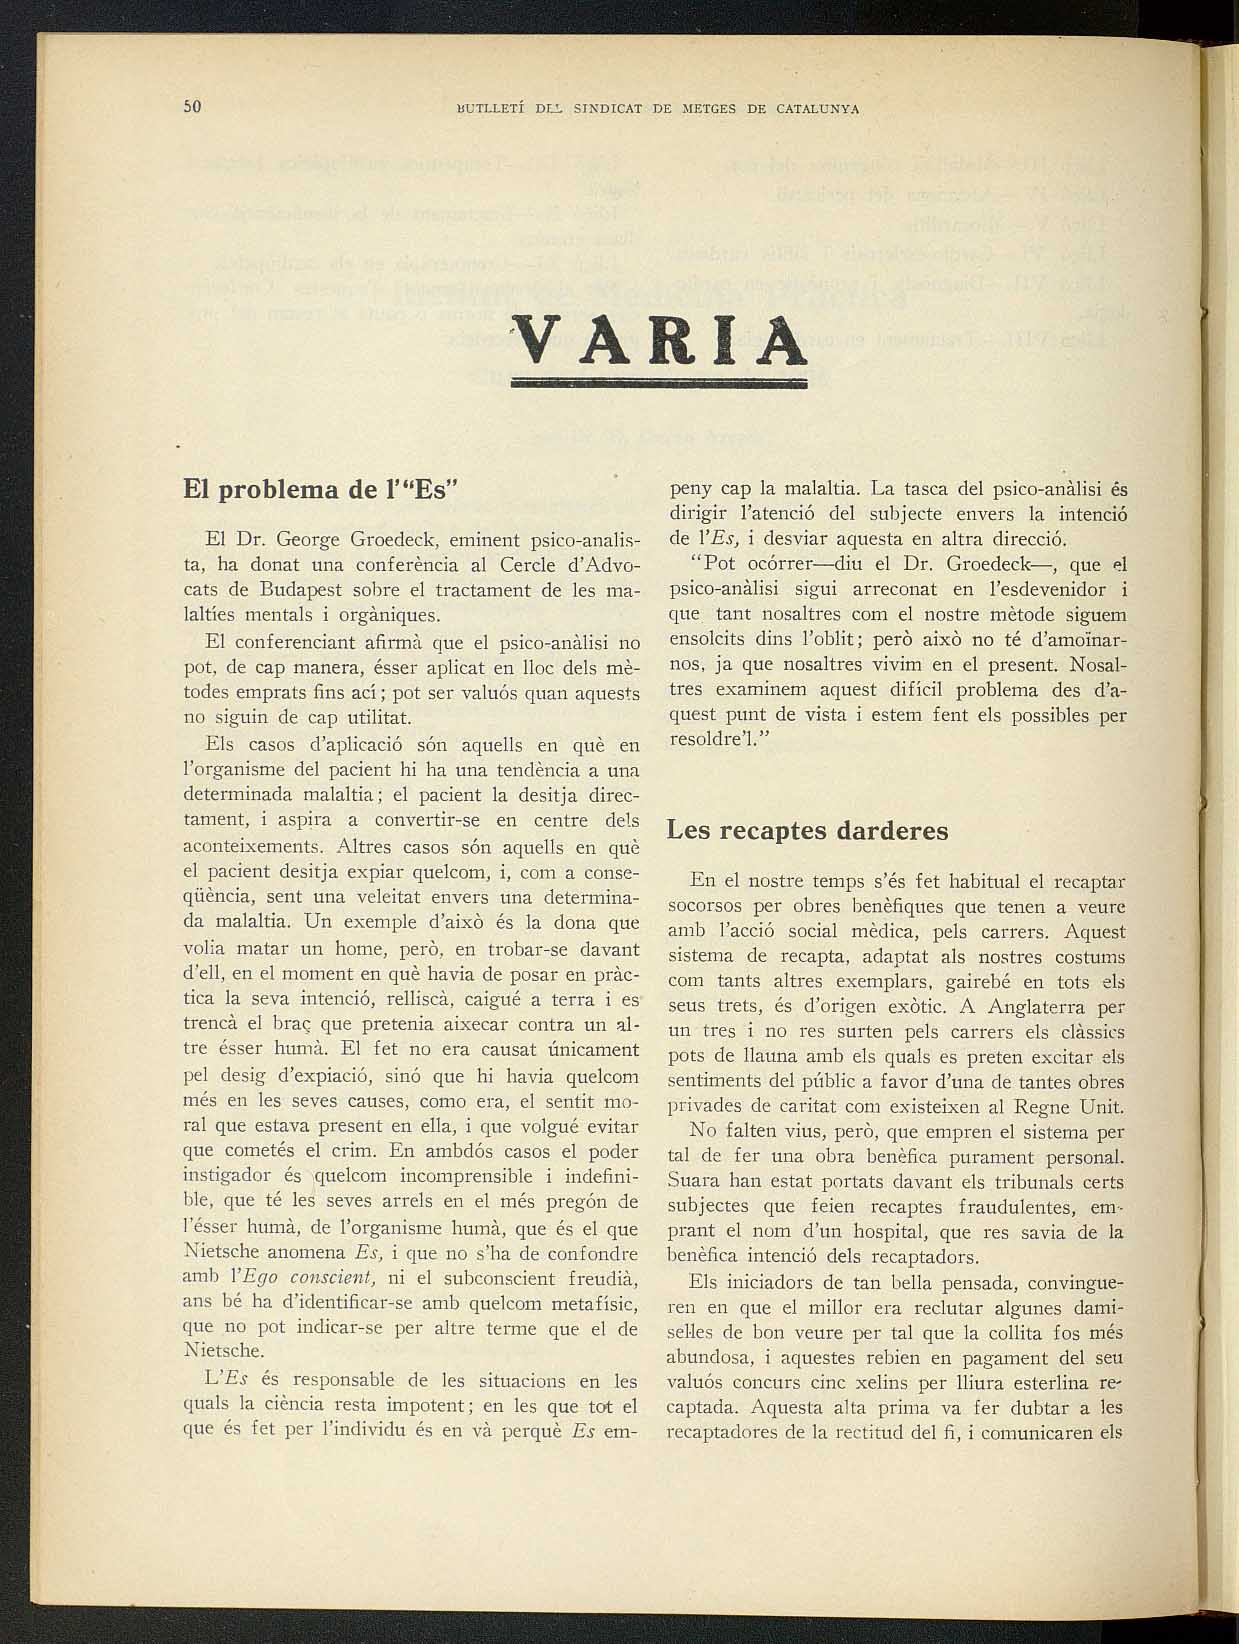 50
BUTLLETÍ DEL SINDICAT DE METGES DE CATALUNYA
VARIA
El problema de l'“Es”
El Dr. George Groedeck, eminent psico-analis-
ta, ha donat una conferència al Cercle d'Advo-
cats de Budapest sobre el tractament de les ma-
lalties mentals i orgàniques.
El conferenciant afirmà que el psico-anàlisi no
pot, de cap manera, ésser aplicat en lloc dels mè-
todes emprats fins ací; pot ser valuós quan aquests
no siguin de cap utilitat.
Els casos d'aplicació són aquells en què en
l'organisme del pacient hi ha una tendència a una
determinada malaltia; el pacient la desitja direc-
tament, i aspira a convertir-se en centre dels
aconteixements. Altres casos són aquells en què
el pacient desitja expiar quelcom, i, com a conse-
qüència, sent una veleitat envers una determina-
da malaltia. Un exemple d'això és la dona que
volia matar un home, però, en trobar-se davant
d'ell, en el moment en què havia de posar en pràc-
tica la seva intenció, relliscà, caigué a terra i es
trencà el braç que pretenia aixecar contra un al-
tre ésser humà. El fet no era causat únicament
pel desig d'expiació, sinó que hi havia quelcom
més en les seves causes, como era, el sentit mo-
ral que estava present en ella, i que volgué evitar
que cometés el crim. En ambdós casos el poder
instigador és quelcom incomprensible i indefini-
ble, que té les seves arrels en el més pregón de
l'ésser humà, de l'organisme humà, que és el que
Nietsche anomena Es, i que no s'ha de confondre
amb l'Ego conscient, ni el subconscient freudià,
ans bé ha d'identificar-se amb quelcom metafísic,
que no pot indicar-se per altre terme que el de
Nietsche.
L'Es és responsable de les situacions en les
quals la ciència resta impotent; en les que tot el
que és fet per l'individu és en và perquè Es em-
peny cap la malaltia. La tasca del psico-anàlisi és
dirigir l'atenció del subjecte envers la intenció
de l'Es, i desviar aquesta en altra direcció.
“Pot ocórrer—diu el Dr. Groedeck—, que el
psico-anàlisi sigui arreconat en l'esdevenidor i
que tant nosaltres com el nostre mètode siguem
ensolcits dins l'oblit; però això no té d'amoïnar-
nos, ja que nosaltres vivim en el present. Nosal-
tres examinem aquest difícil problema des d'a-
quest punt de vista i estem fent els possibles per
resoldre'l.”
Les recaptes darderes
En el nostre temps s'és fet habitual el recaptar
socorsos per obres benèfiques que tenen a veure
amb l'acció social mèdica, pels carrers. Aquest
sistema de recapta, adaptat als nostres costums
com tants altres exemplars, gairebé en tots els
seus trets, és d'origen exòtic. A Anglaterra per
un tres i no res surten pels carrers els clàssics
pots de llauna amb els quals es preten excitar els
sentiments del públic a favor d'una de tantes obres
privades de caritat com existeixen al Regne Unit.
No falten vius, però, que empren el sistema per
tal de fer una obra benèfica purament personal.
Suara han estat portats davant els tribunals certs
subjectes que feien recaptes fraudulentes, em-
prant el nom d'un hospital, que res savia de la
benèfica intenció dels recaptadors.
Els iniciadors de tan bella pensada, convingue-
ren en que el millor era reclutar algunes dami-
sel·les de bon veure per tal que la collita fos més
abundosa, i aquestes rebien en pagament del seu
valuós concurs cinc xelins per lliura esterlina re-
captada. Aquesta alta prima va fer dubtar a les
recaptadores de la rectitud del fi, i comunicaren els